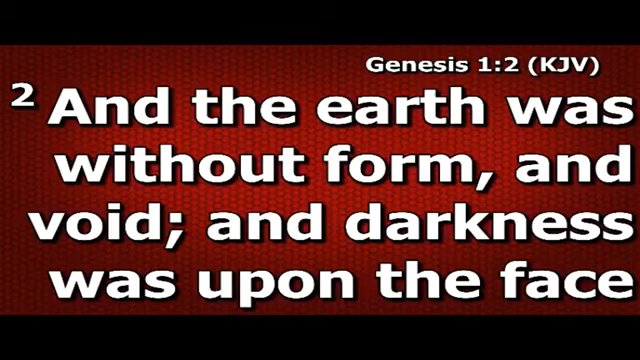 Genesis 1:2 (KJV)
2 And the earth was
without form, and
void; and darkness
was upon the face